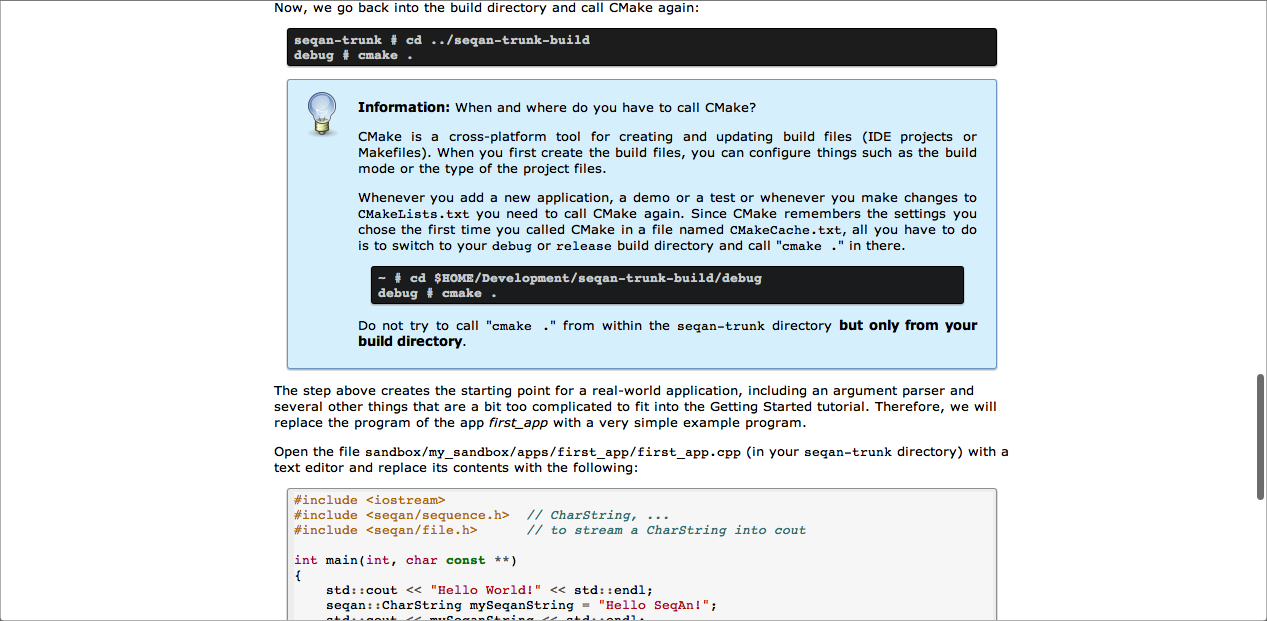 Now, we go back into the build directory and call CMake again:
seqan-trunk # cd ../seqan-trunk-build
debug # cmake .
Information: When and where do you have to call CMake?
CMake is a cross-platform tool for creating and updating build files (IDE projects or
Makefiles). When you first create the build files, you can configure things such as the build
mode or the type of the project files.
Whenever you add a new application, a demo or a test or whenever you make changes to
CMakeLists.txt you need to call CMake again. Since CMake remembers the settings you
chose the first time you called CMake in a file named CMakeCache.txt, all you have to do
is to switch to your debug or release build directory and call "cmake ." in there.
~ # cd $HOME/Development/seqan-trunk-build/debug
debug # cmake .
Do not try to call "cmake ." from within the seqan-trunk directory but only from your
build directory.
The step above creates the starting point for a real-world application, including an argument parser and
several other things that are a bit too complicated to fit into the Getting Started tutorial. Therefore, we will
replace the program of the app first_app with a very simple example program.
Open the file sandbox/my_sandbox/apps/first_app/first_app.cpp (in your seqan-trunk directory) with a
text editor and replace its contents with the following:
#include <iostream>
#include <seqan/sequence.h>  // CharString, ...
#include <seqan/file.h>      // to stream a CharString into cout
int main(int, char const **)
{
    std::cout << "Hello World!" << std::endl;
    seqan::CharString mySeqanString = "Hello SeqAn!";
    std::cout << mySeqanString << std::endl;